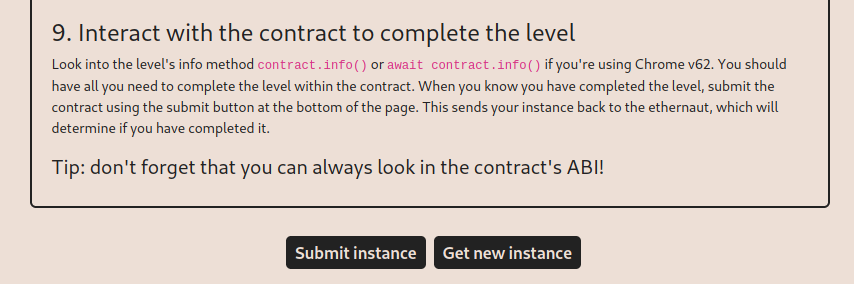 9. Interact with the contract to complete the level
Look into the level's info method contract.info() or await contract.info() if you're using Chrome v62. You should
have all you need to complete the level within the contract. When you know you have completed the level, submit the
contract using the submit button at the bottom of the page. This sends your instance back to the ethernaut, which will
determine if you have completed it.
Tip: don't forget that you can always look in the contract's ABI!
Submit instance Get new instance